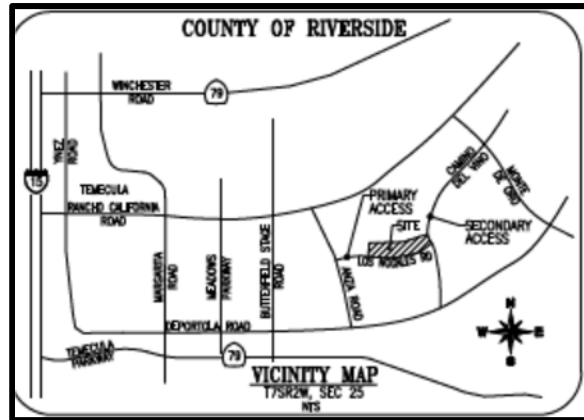 COUNTY OF RIVERSIDE
WINCHESTER
ROAD
79
YNEZ
ROAD
15
TEMECULA
RANCHO CALIFORNIA
ROAD
MARGARITA
ROAD
MEADOWS
PARKWAY
BUTTERFIELD STAGE
ROAD
PRIMARY
ACCESS
SITE
CAMINO
DEL VINO
MONTE
DE ORO
SECONDARY
ACCESS
LOS NOGALES RD
ANZA ROAD
DEPORTOLA ROAD
TEMECULA
PARKWAY
79
N
W
E
S
VICINITY MAP
T7SR2W, SEC 25
NTS